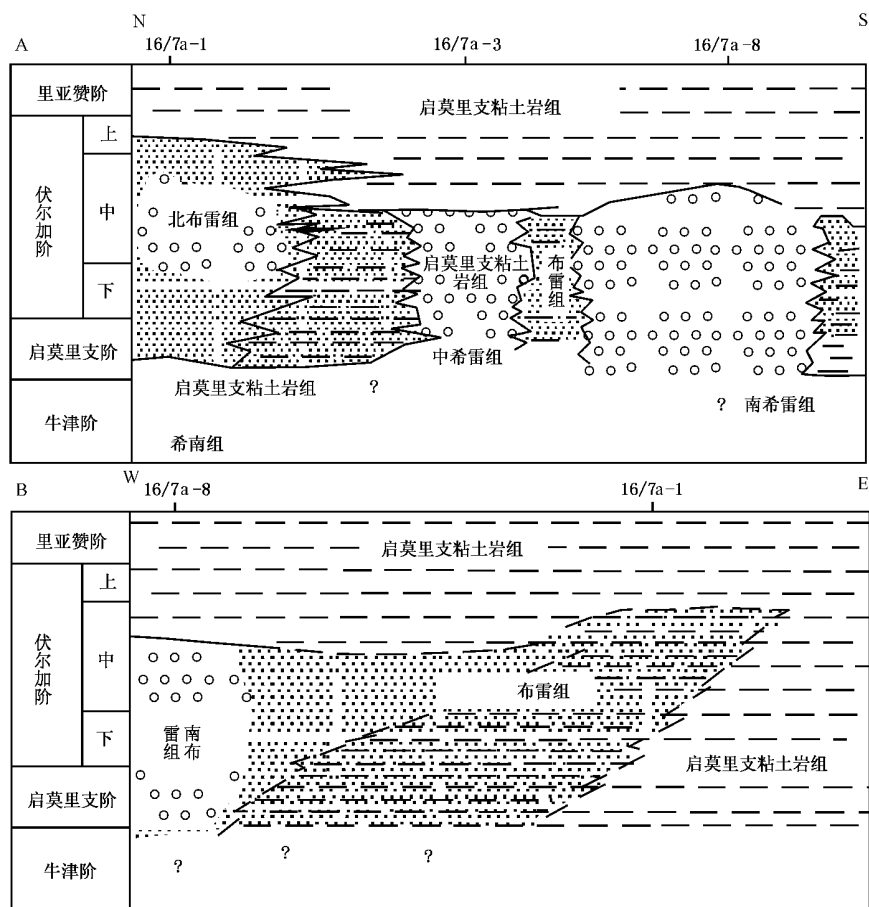 N
S
A
16/7a-1
16/7a-3
16/7a-8
里亚赞阶
启莫里支粘土岩组
上
伏尔加阶
中
北布雷组
启莫里支粘土
岩组
布雷组
下
启莫里支阶
中希雷组
启莫里支粘土岩组
?
牛津阶
? 南希雷组
希南组
W
B
16/7a-8
16/7a-1
E
里亚赞阶
启莫里支粘土岩组
上
伏尔加阶
中
布雷组
下
雷南
组布
启莫里支粘土岩组
启莫里支阶
牛津阶
?
?
?